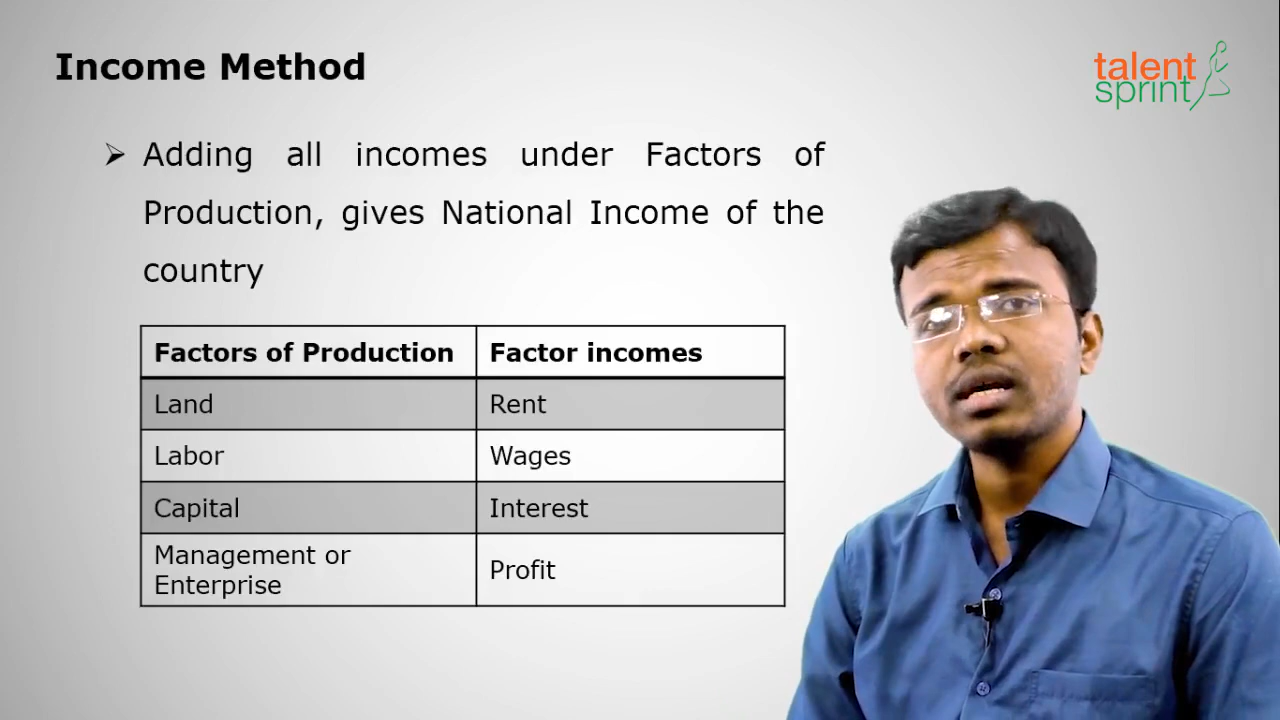 Income Method
talent
sprint
➢ Adding all incomes under Factors of
Production, gives National Income of the
country
Factors of Production Factor incomes
Land Rent
Labor Wages
Capital Interest
Management or
Enterprise Profit